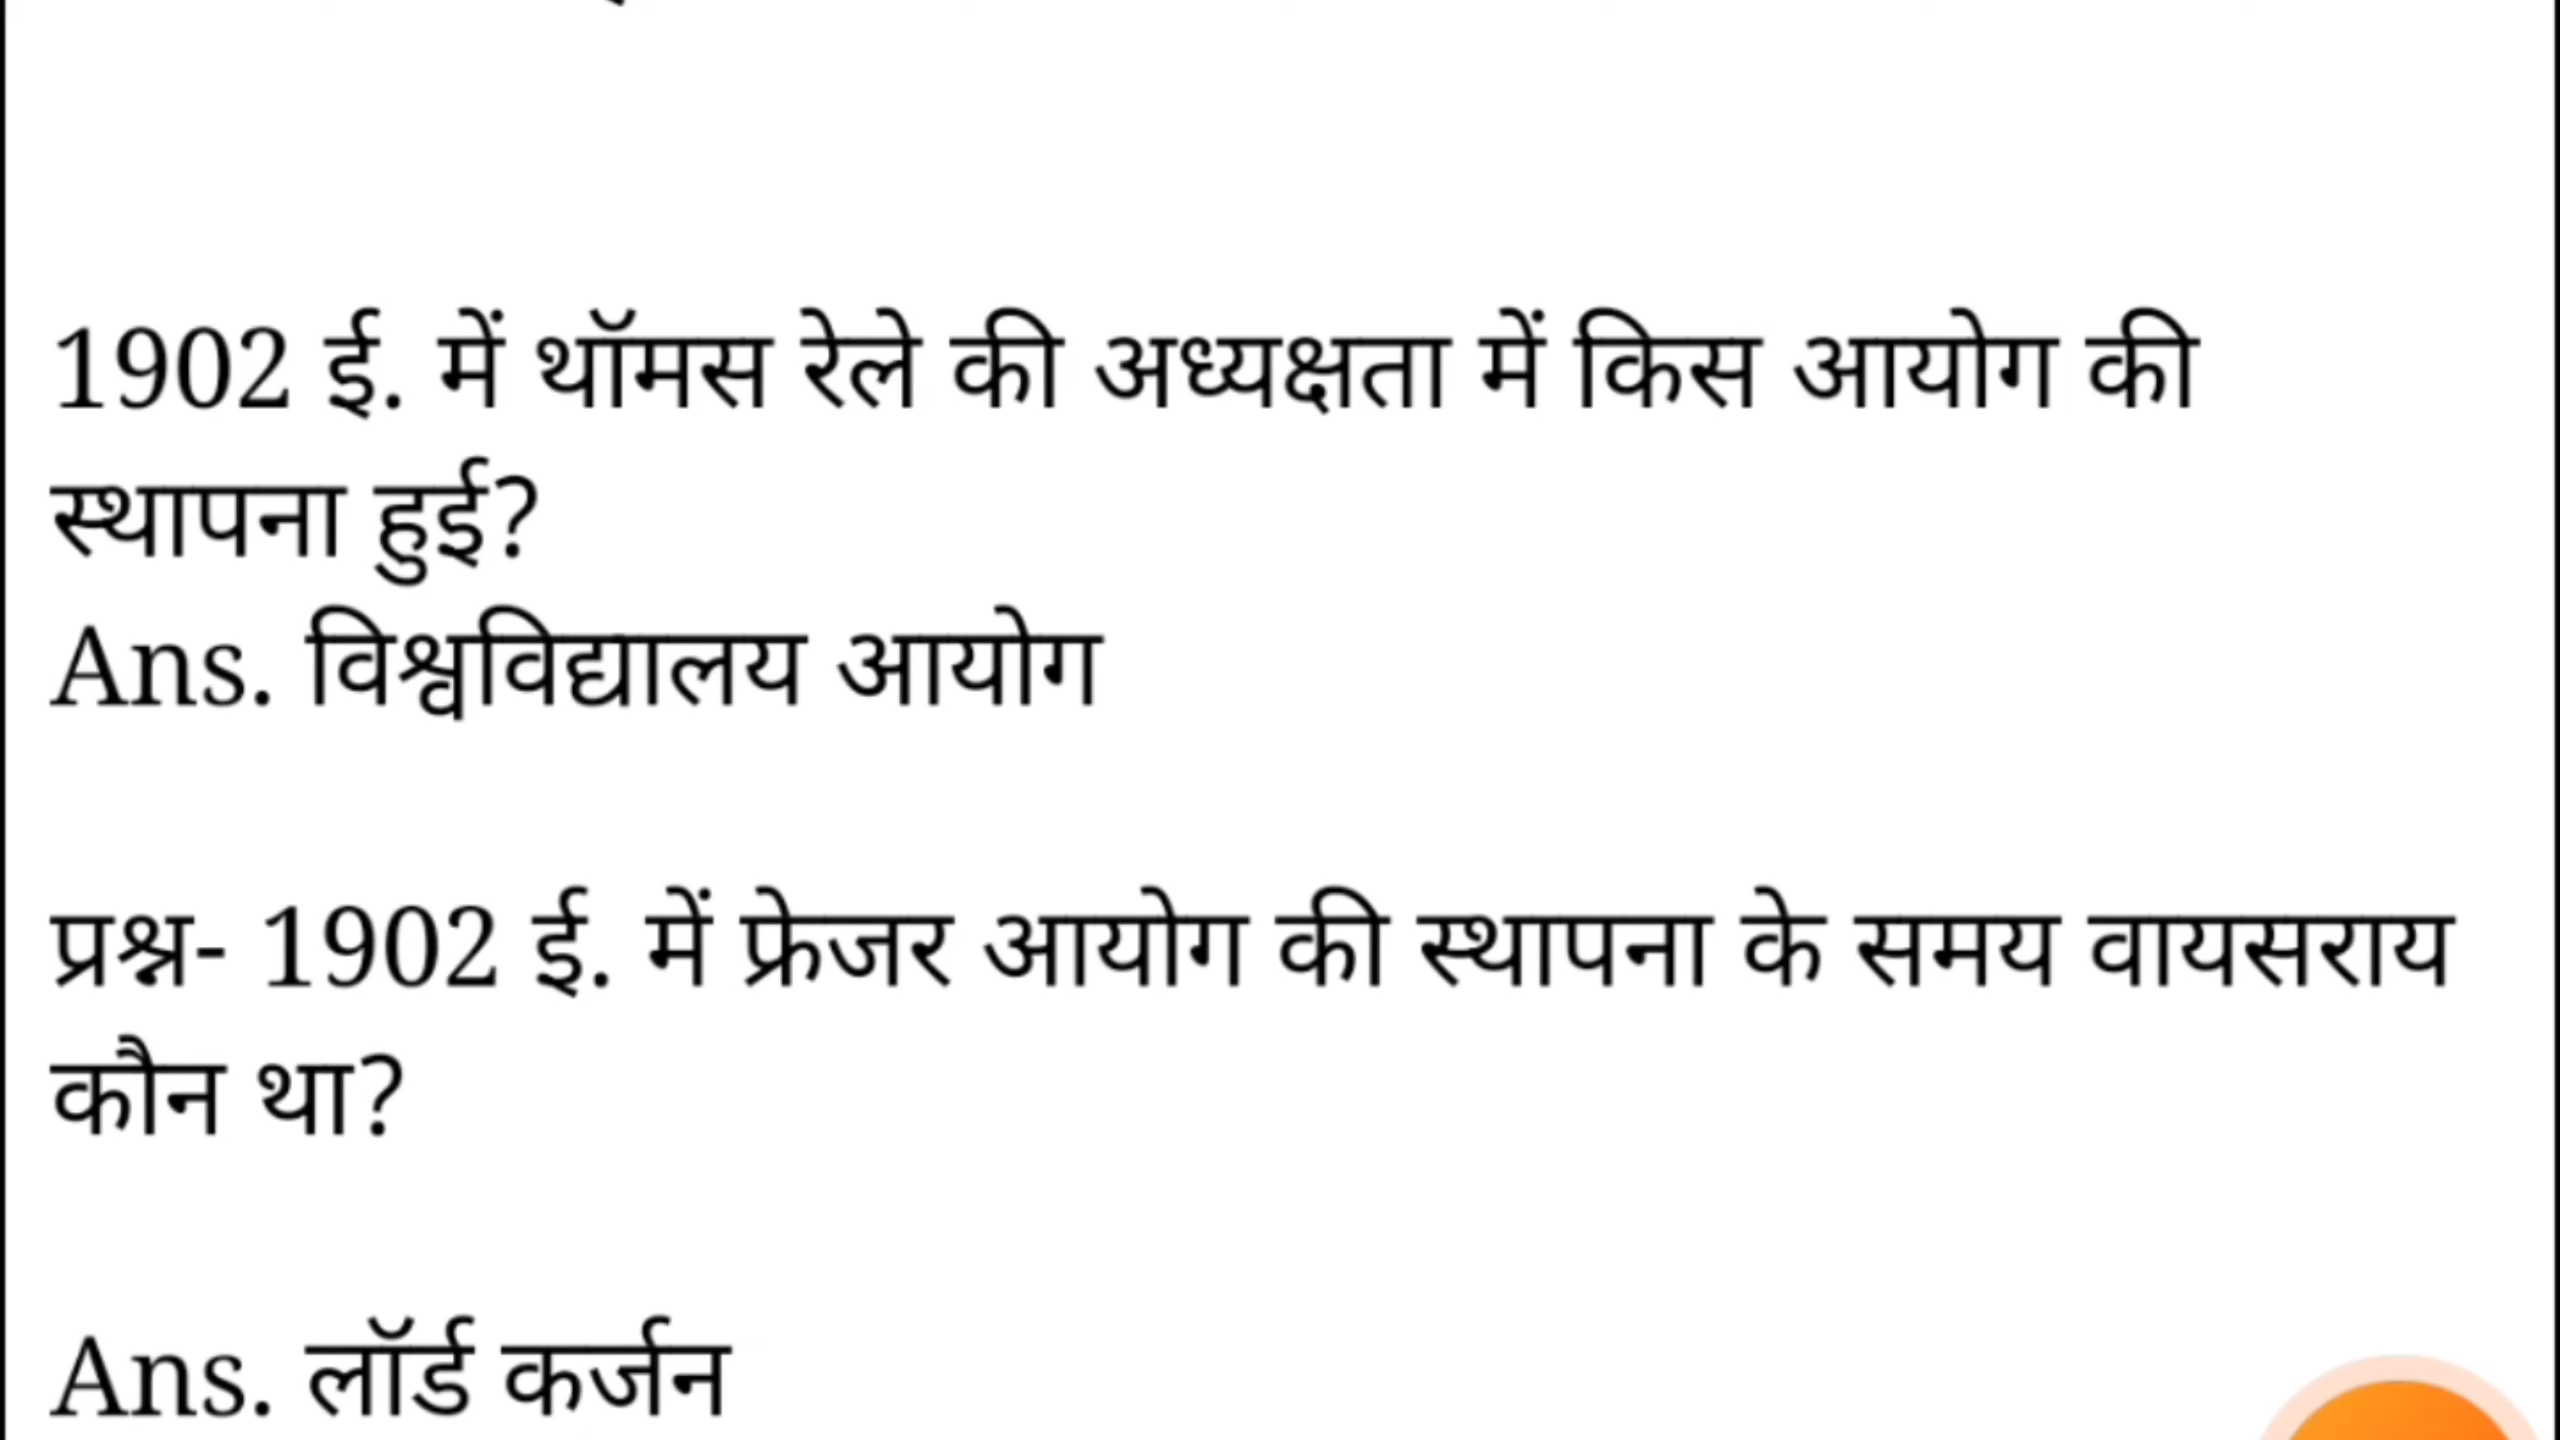 1902 ई. में थॉमस रेले की अध्यक्षता में किस आयोग की
स्थापना हुई?
Ans. विश्वविद्यालय आयोग
प्रश्न- 1902 ई. में फ्रेजर आयोग की स्थापना के समय वायसराय
कौन था?
Ans. लॉर्ड कर्जन